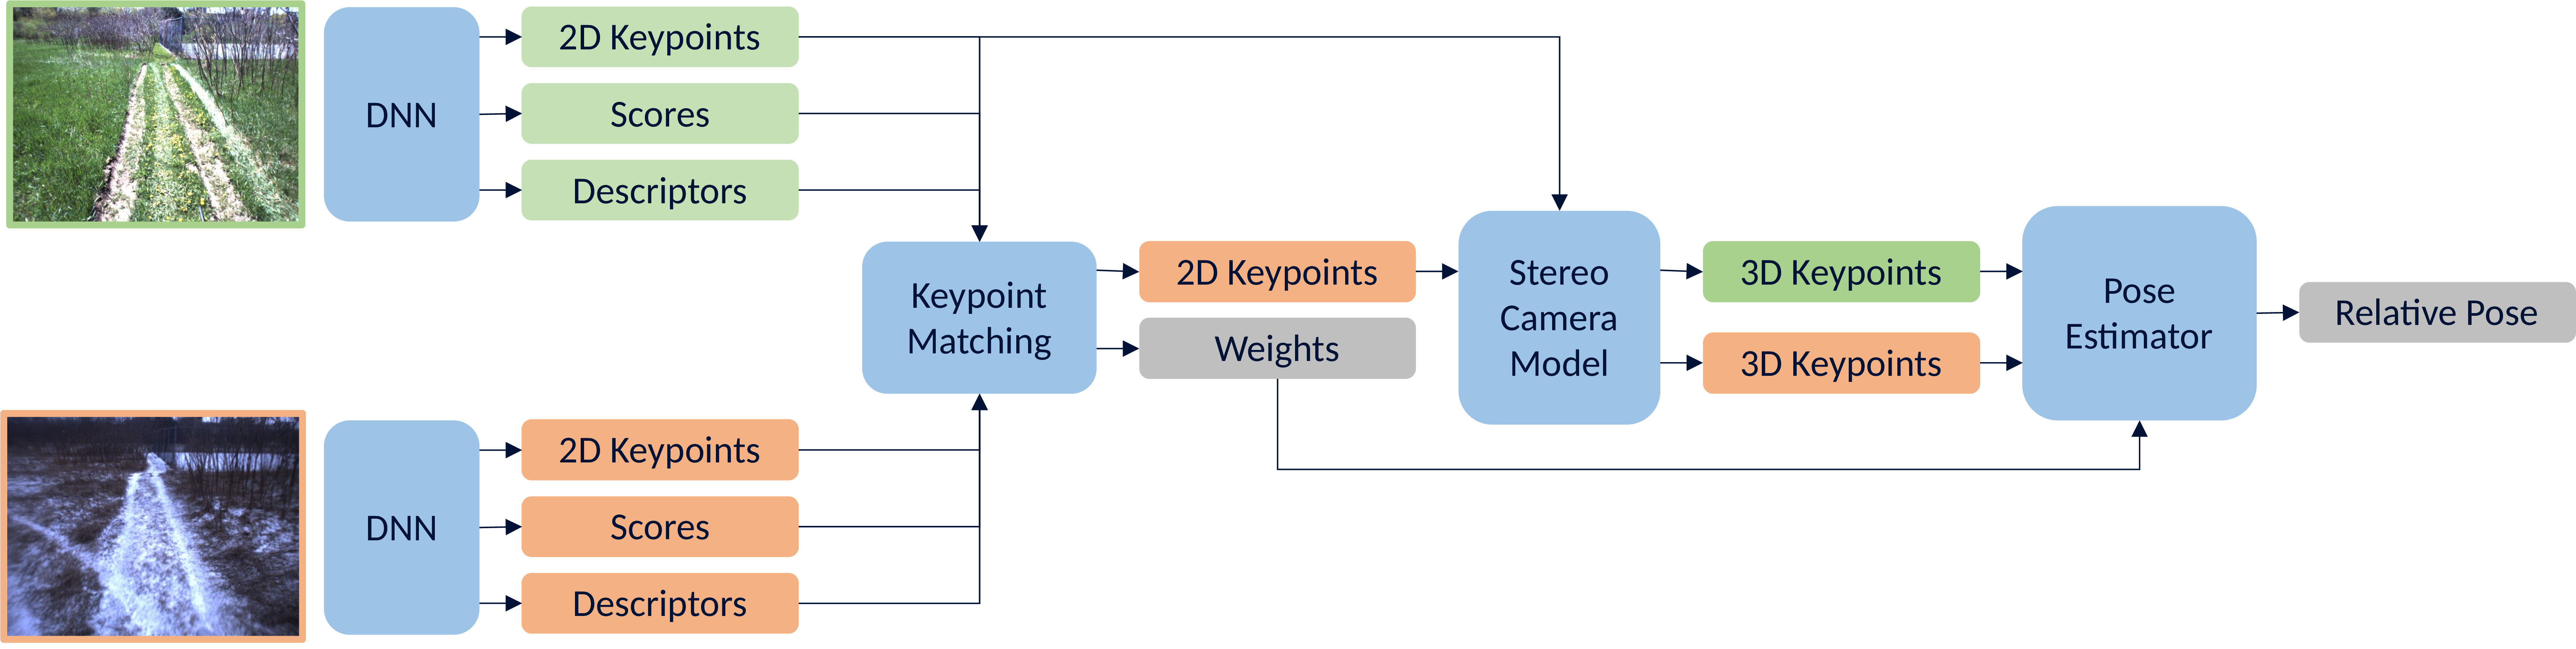 DNN
2D Keypoints
Scores
Descriptors
Keypoint
Matching
2D Keypoints
Weights
Stereo
Camera
Model
3D Keypoints
3D Keypoints
Pose
Estimator
Relative Pose
DNN
2D Keypoints
Scores
Descriptors